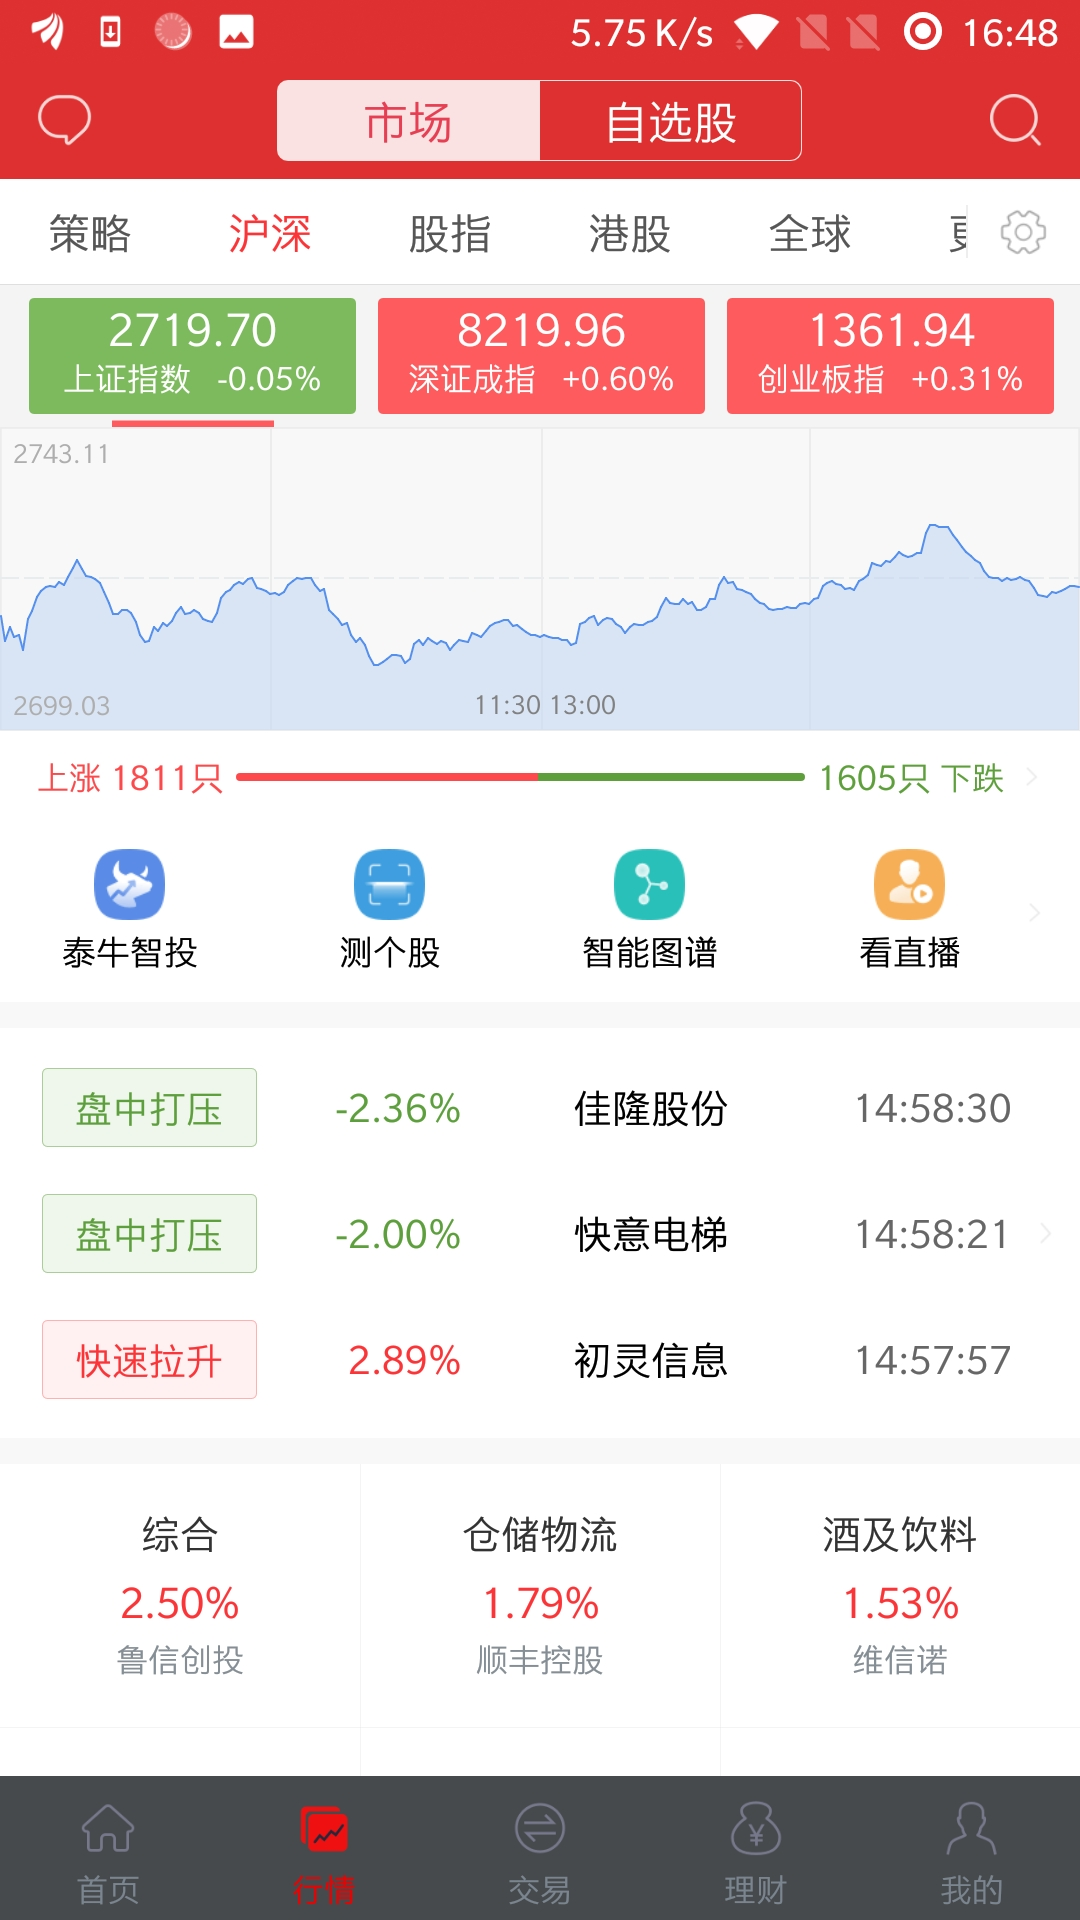 5.75 K/s 16:48
市场 自选股
策略 沪深 股指 港股 全球
2719.70 8219.96 1361.94
上证指数 -0.05% 深证成指 +0.60% 创业板指 +0.31%
2743.11
2699.03 11:30 13:00
上涨 1811只 1605只 下跌
泰牛智投 测个股 智能图谱 看直播
盘中打压 -2.36% 佳隆股份 14:58:30
盘中打压 -2.00% 快意电梯 14:58:21
快速拉升 2.89% 初灵信息 14:57:57
综合 仓储物流 酒及饮料
2.50% 1.79% 1.53%
鲁信创投 顺丰控股 维信诺
首页 行情 交易 理财 我的